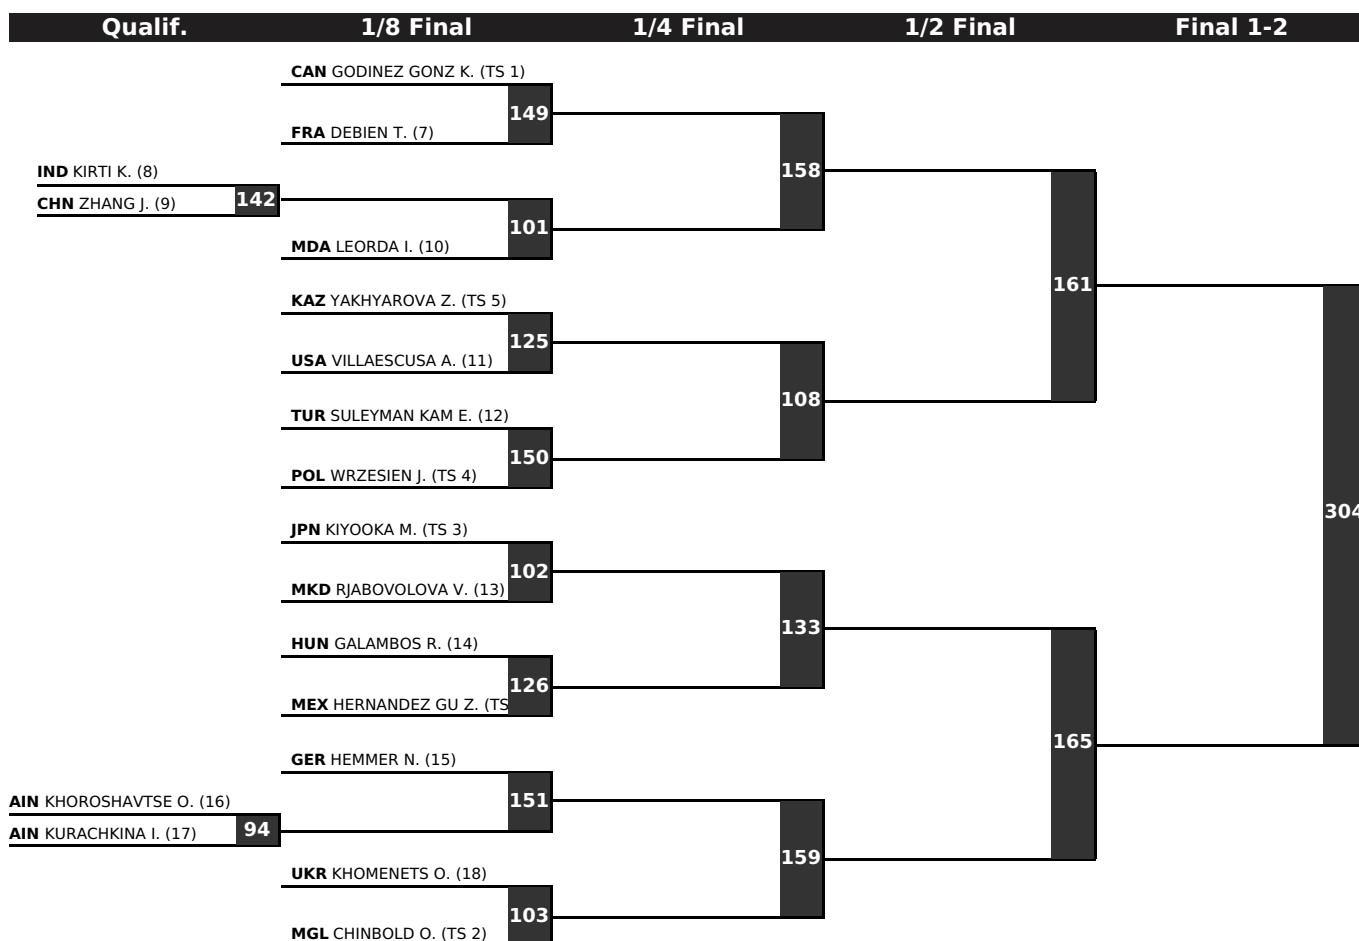 Qualif. 1/8 Final 1/4 Final 1/2 Final Final 1-2
CAN GODINEZ GONZ K. (TS 1)
149
FRA DEBIEN T. (7)
158
IND KIRTI K. (8)
142
CHN ZHANG J. (9)
101
MDA LEORDA I. (10)
161
KAZ YAKHYAROVA Z. (TS 5)
125
USA VILLAESCUSA A. (11)
108
TUR SULEYMAN KAM E. (12)
150
POL WRZESIEN J. (TS 4)
304
JPN KIYOOKA M. (TS 3)
102
MKD RJABOVOLOVA V. (13)
133
HUN GALAMBOS R. (14)
126
MEX HERNANDEZ GU Z. (TS
165
GER HEMMER N. (15)
151
AIN KHOROSHAVTSE O. (16)
94
AIN KURACHKINA I. (17)
159
UKR KHOMENETS O. (18)
103
MGL CHINBOLD O. (TS 2)